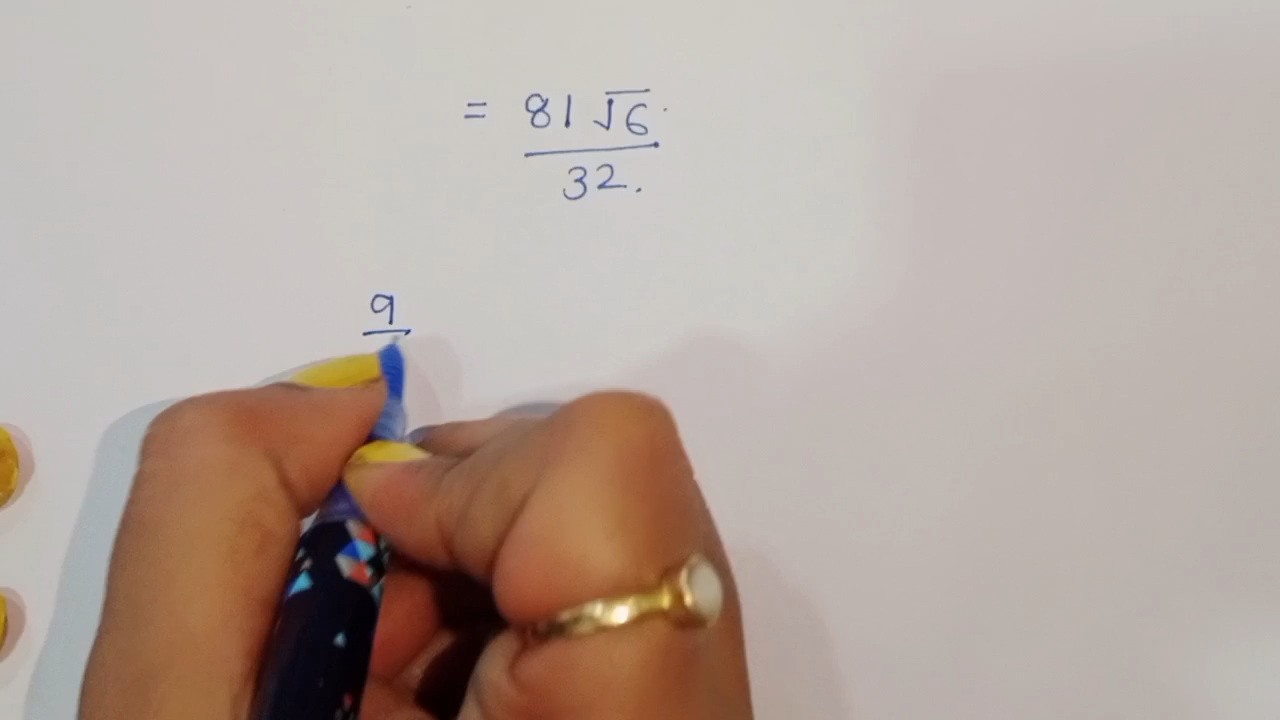 = 81 √6
32.
9